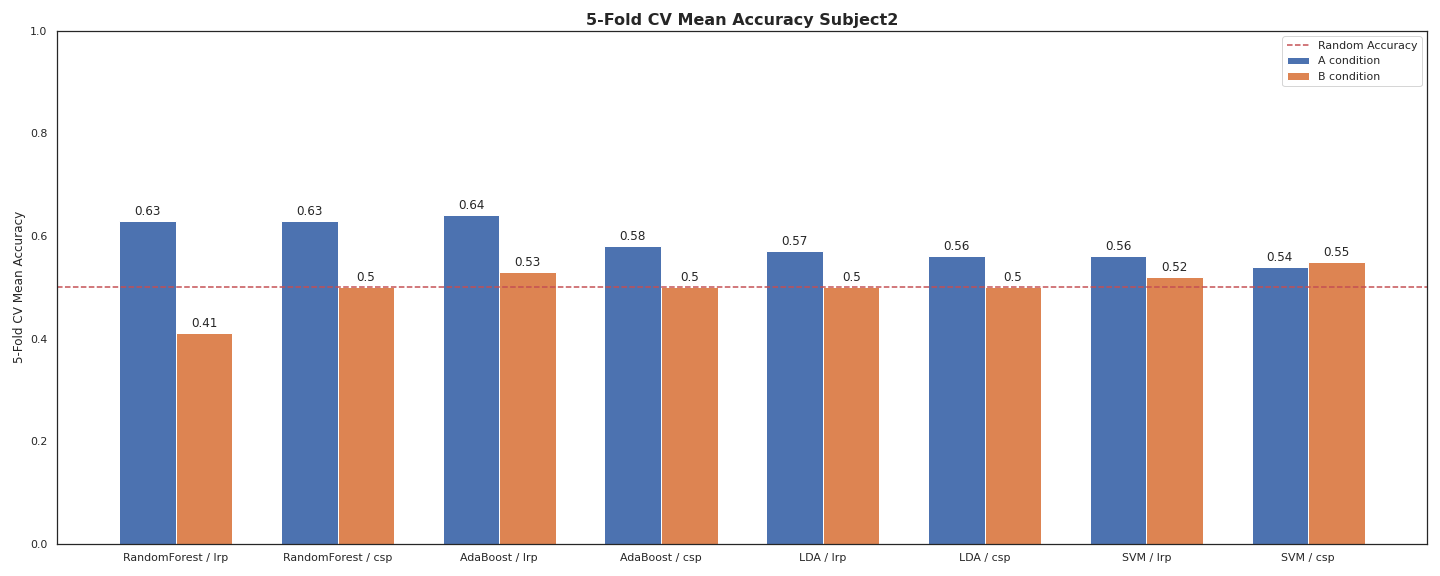 5-Fold CV Mean Accuracy Subject2
Random Accuracy
A condition
B condition
5-Fold CV Mean Accuracy
1.0
0.8
0.6
0.4
0.2
0.0
0.63
0.41
0.63
0.5
0.64
0.53
0.58
0.5
0.57
0.5
0.56
0.5
0.56
0.52
0.54
0.55
RandomForest / lrp
RandomForest / csp
AdaBoost / lrp
AdaBoost / csp
LDA / lrp
LDA / csp
SVM / lrp
SVM / csp